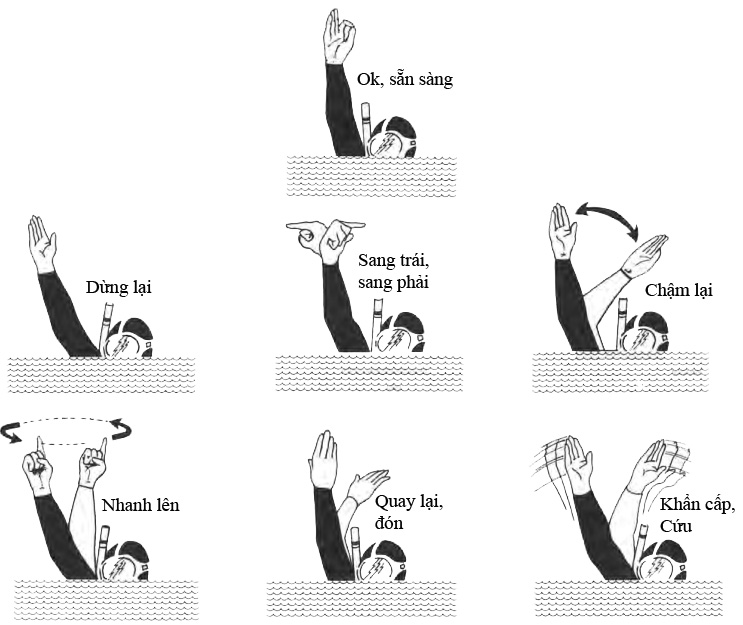 Ok, sẵn sàng
Dừng lại
Sang trái,
sang phải
Chậm lại
Nhanh lên
Quay lại,
đón
Khẩn cấp,
Cứu